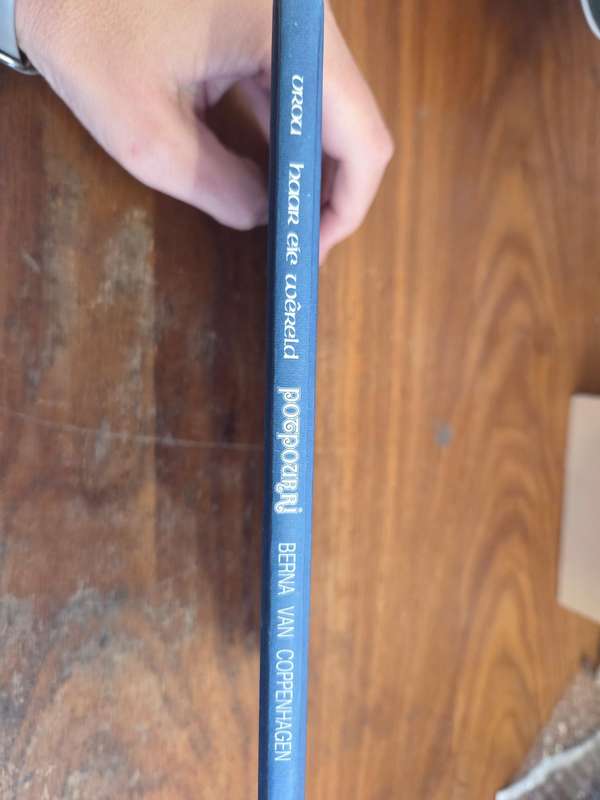 vrou haar eie wêreld potpourri BERNA VAN COPPENHAGEN